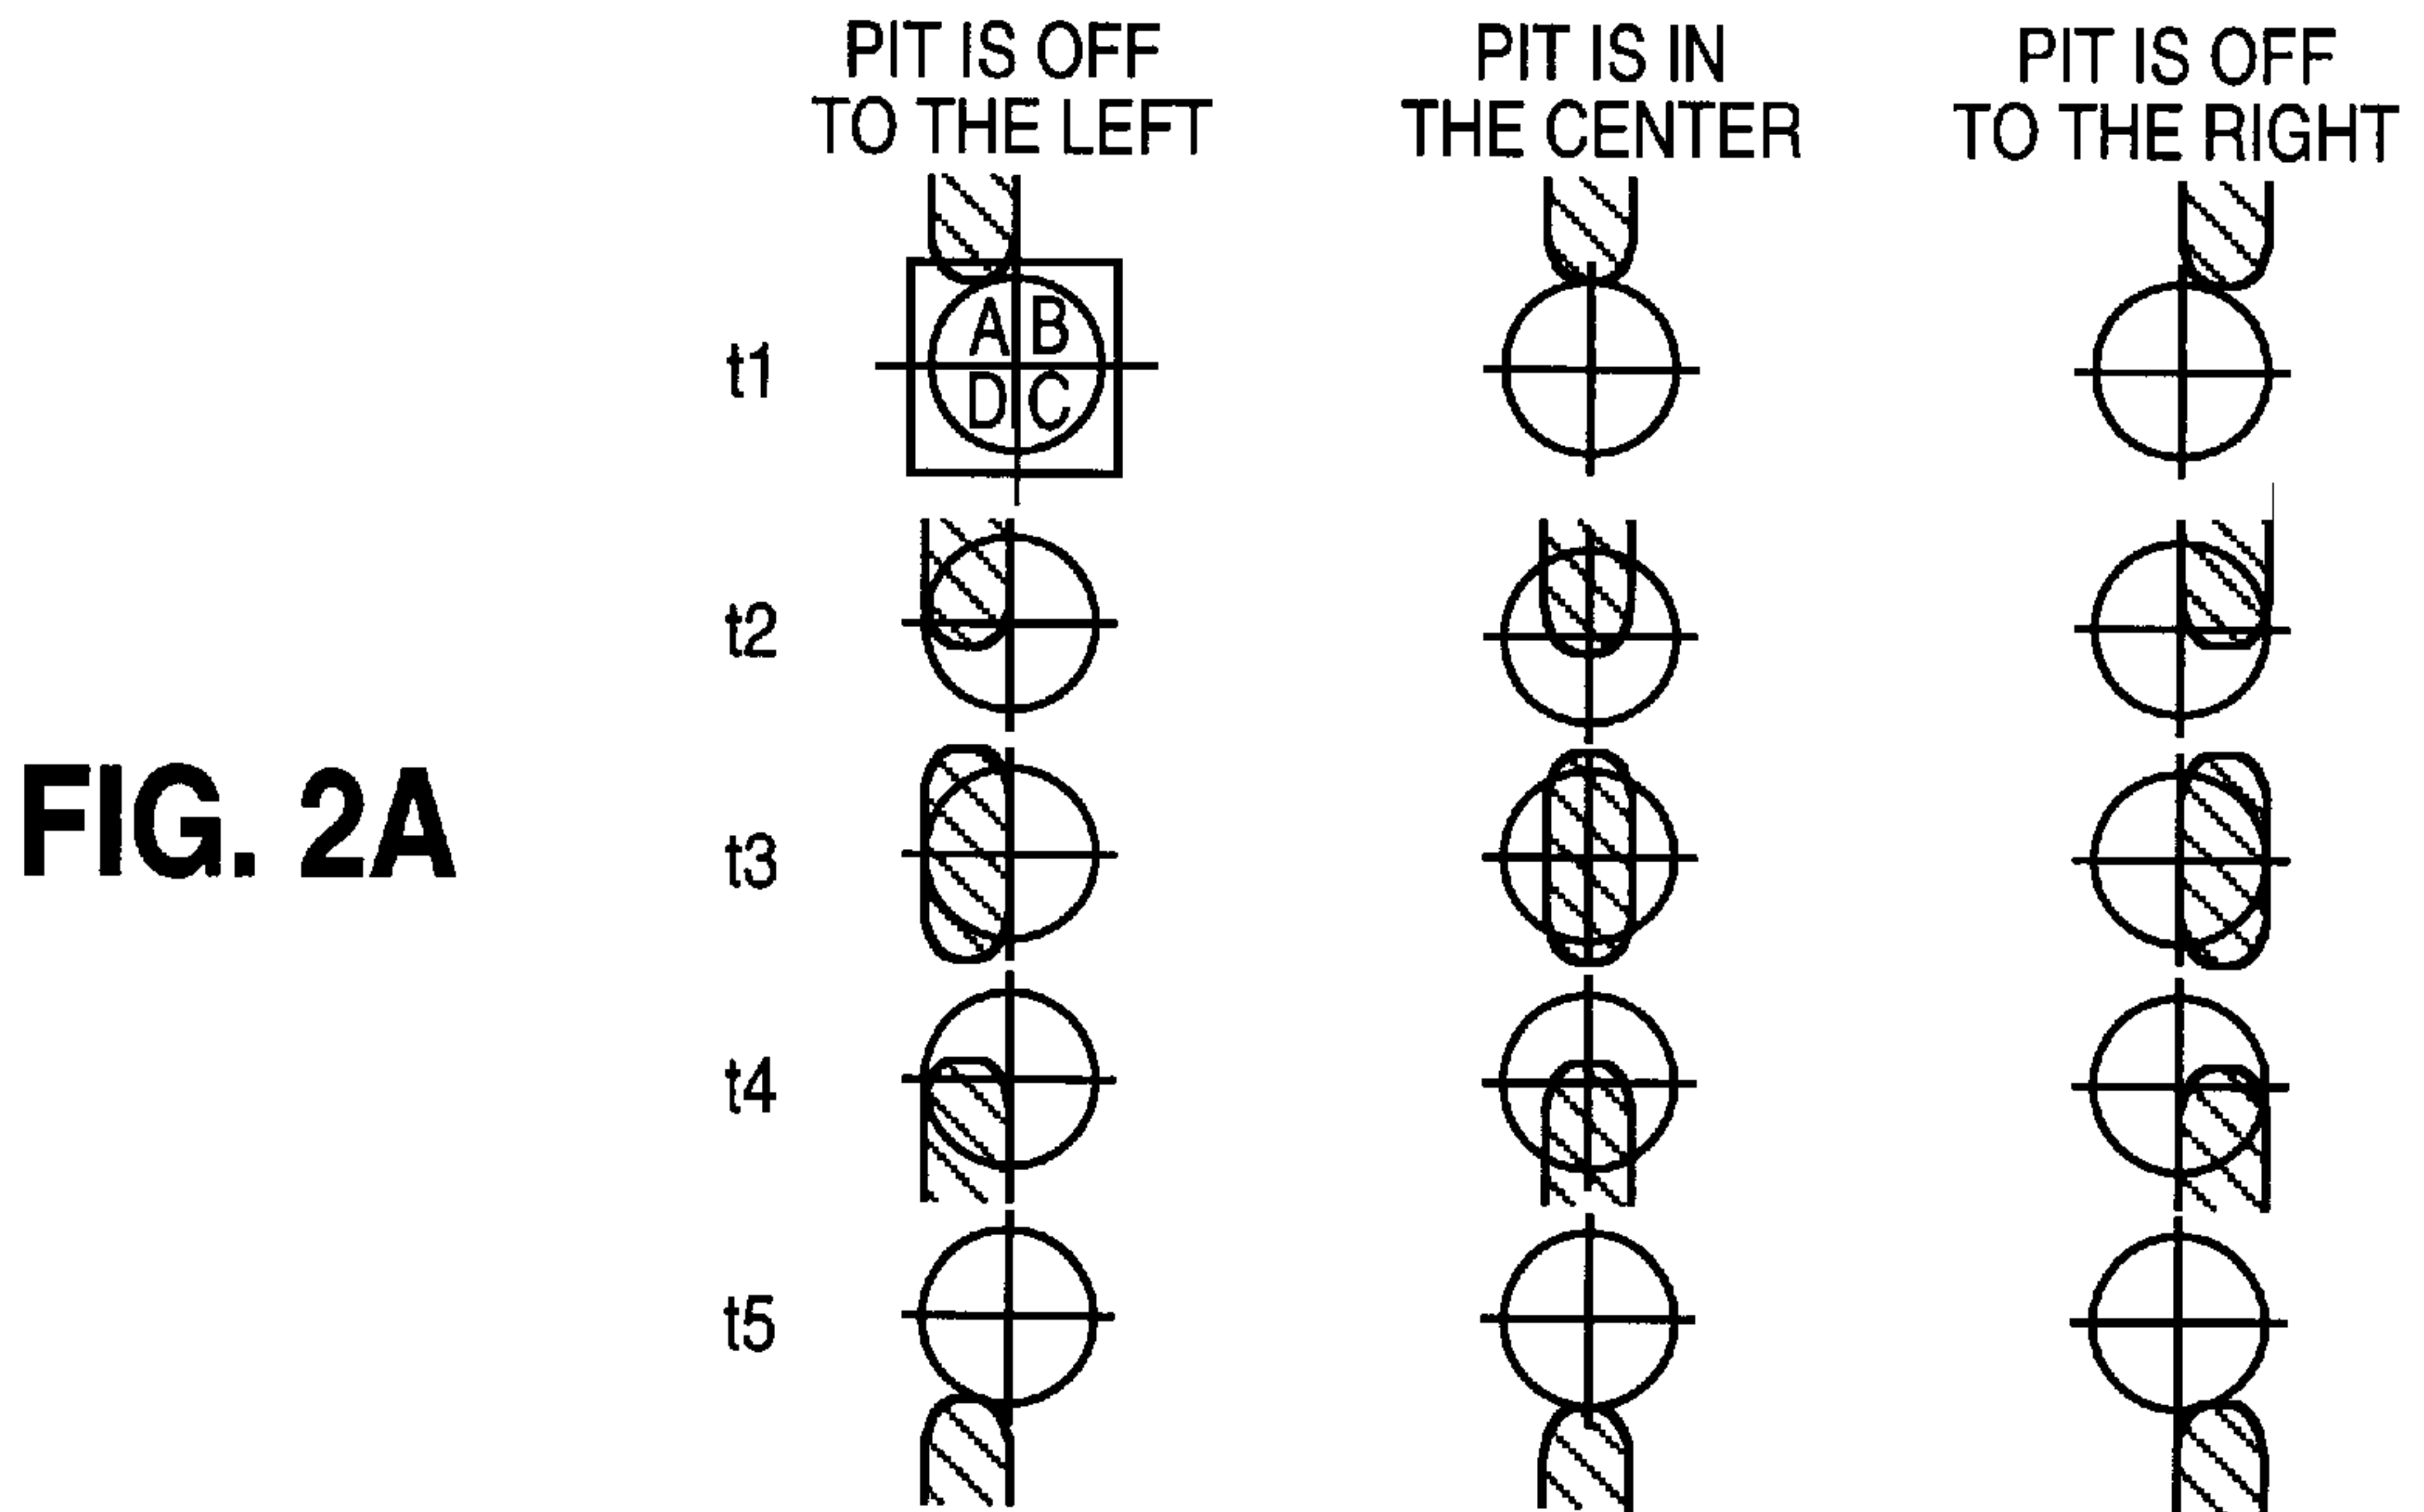 PIT IS OFF
TO THE LEFT
PIT IS IN
THE CENTER
PIT IS OFF
TO THE RIGHT
t1
A B
D C
t2
FIG. 2A
t3
t4
t5